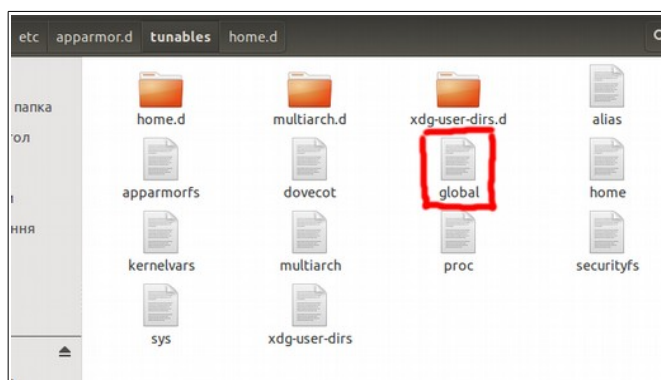 etc apparmor.d tunables home.d
папка
home.d multiarch.d xdg-user-dirs.d alias
apparmorfs dovecot global home
ння
kernelvars multiarch proc securityfs
sys xdg-user-dirs